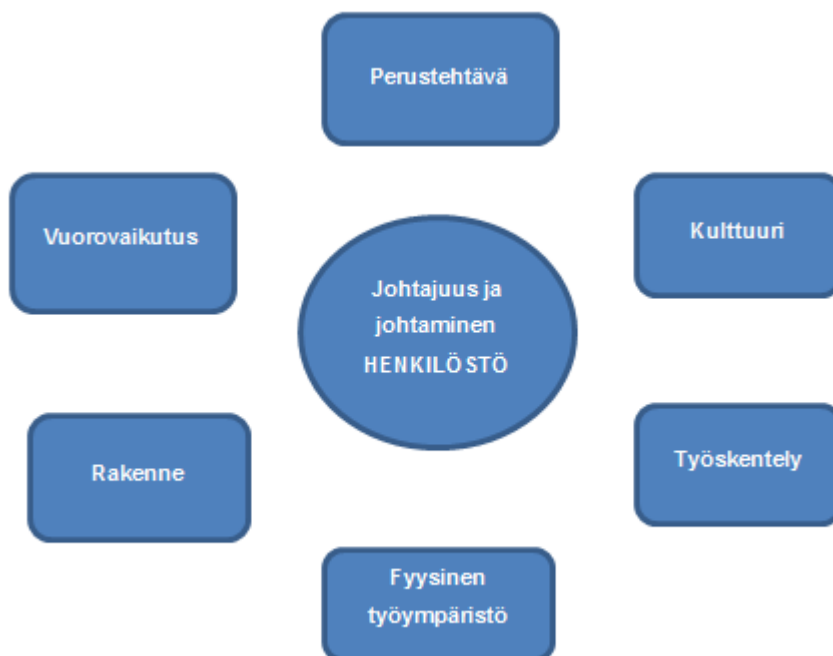 Perustehtävä
Vuorovaikutus
Kulttuuri
Johtajuus ja
johtaminen
HENKILÖSTÖ
Rakenne
Työskentely
Fyysinen
työympäristö